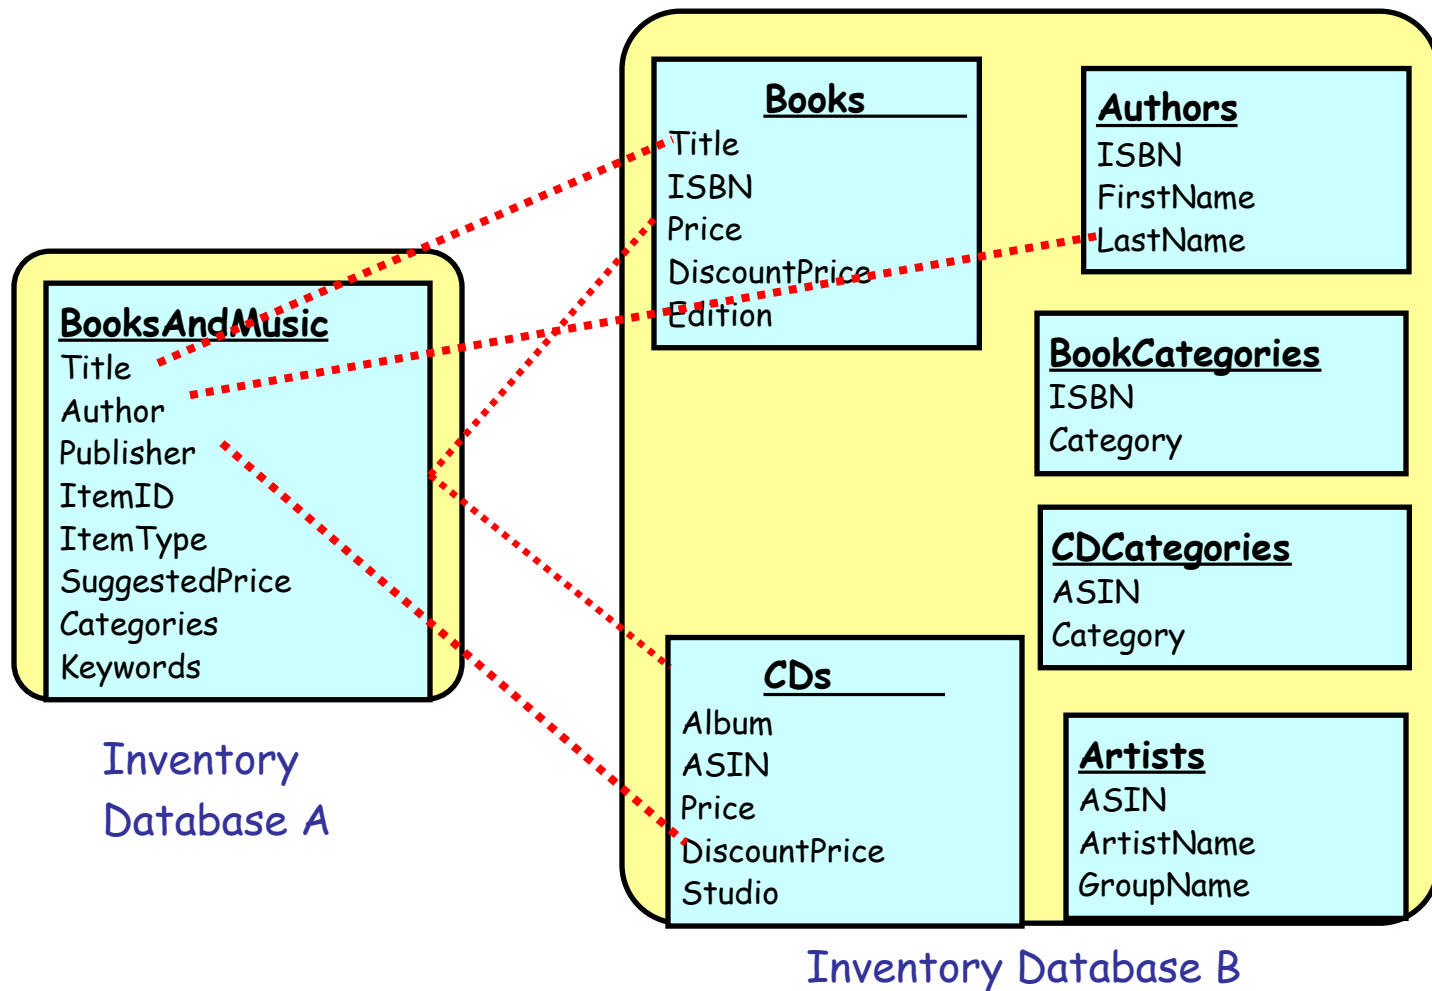 BooksAndMusic
Title
Author
Publisher
ItemID
ItemType
SuggestedPrice
Categories
Keywords
Inventory
Database A
Books
Title
ISBN
Price
DiscountPrice
Edition
Authors
ISBN
FirstName
LastName
BookCategories
ISBN
Category
CDCategories
ASIN
Category
CDs
Album
ASIN
Price
DiscountPrice
Studio
Artists
ASIN
ArtistName
GroupName
Inventory Database B